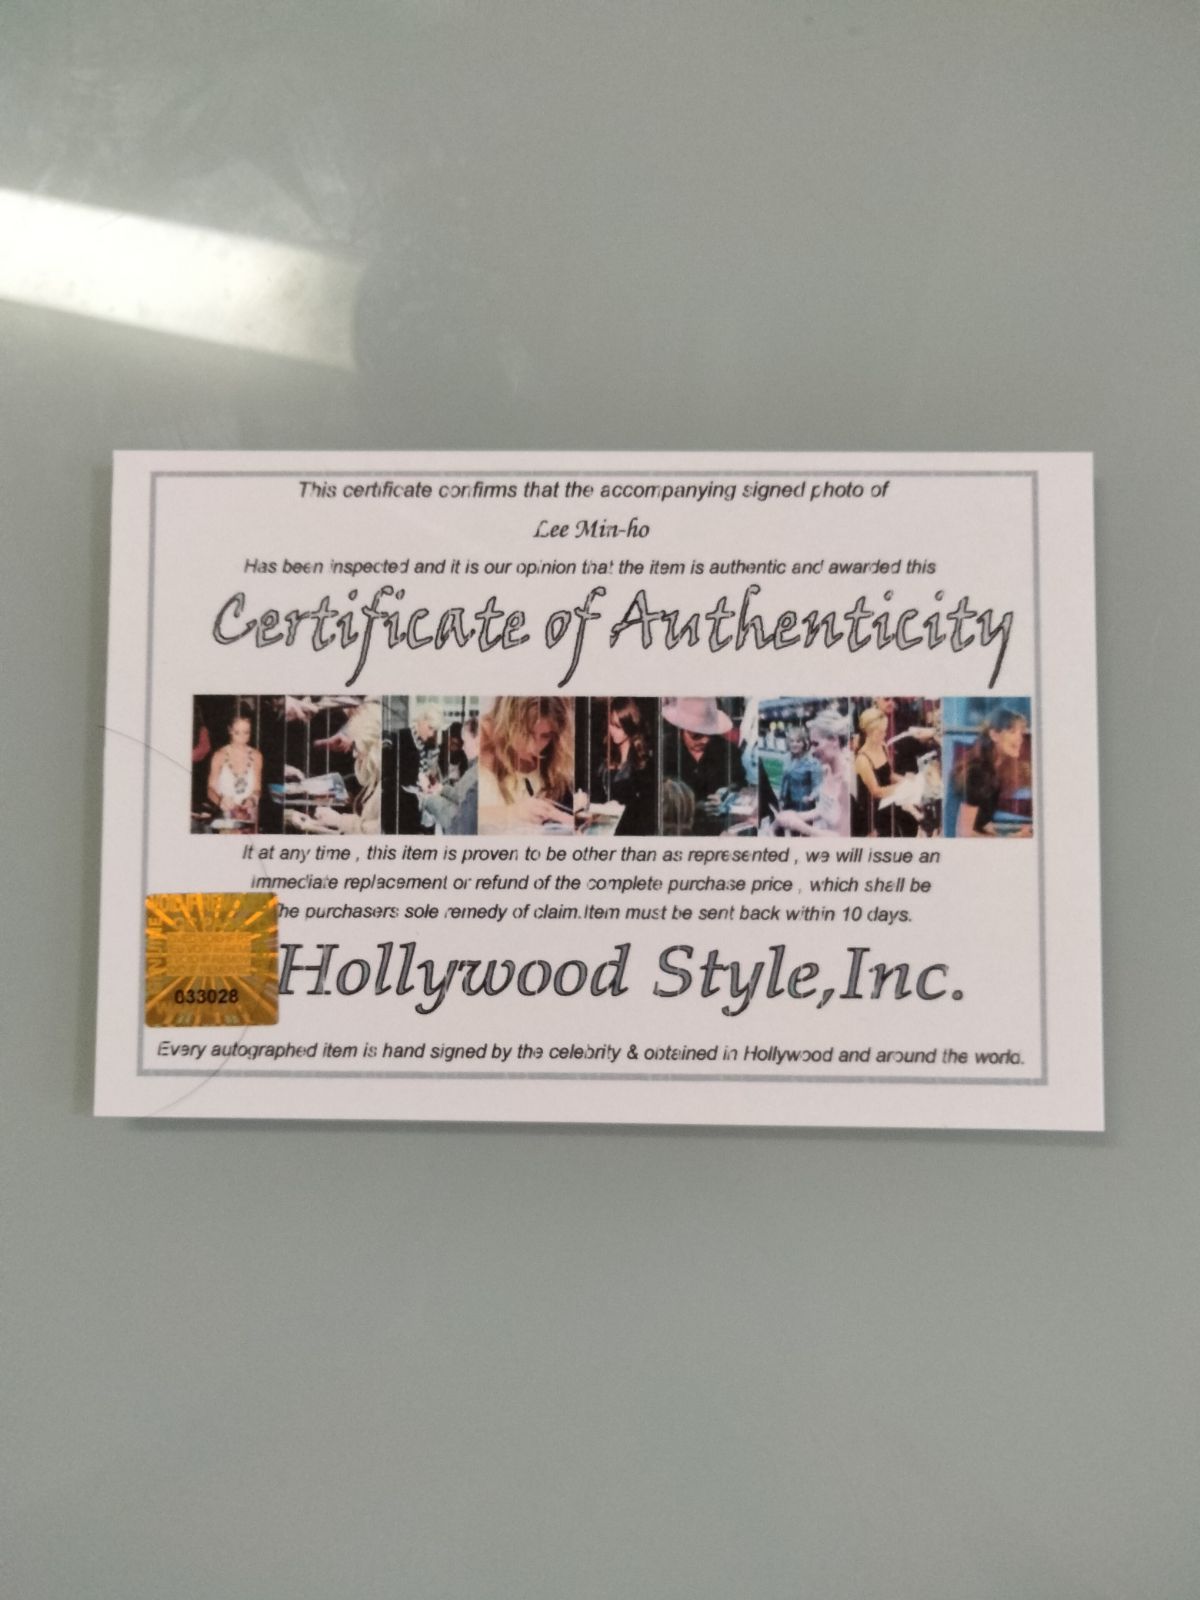 This certificate confirms that the accompanying signed photo of
Lee Min-ho
Has been inspected and it is our opinion that the item is authentic and awarded this
Certificate of Authenticity
It at any time , this item is proven to be other than as represented , we will issue an
immediate replacement or refund of the complete purchase price , which shall be
he purchasers sole remedy of claim.Item must be sent back within 10 days.
033028
Hollywood Style,Inc.
Every autographed item is hand signed by the celebrity & obtained in Hollywood and around the world.